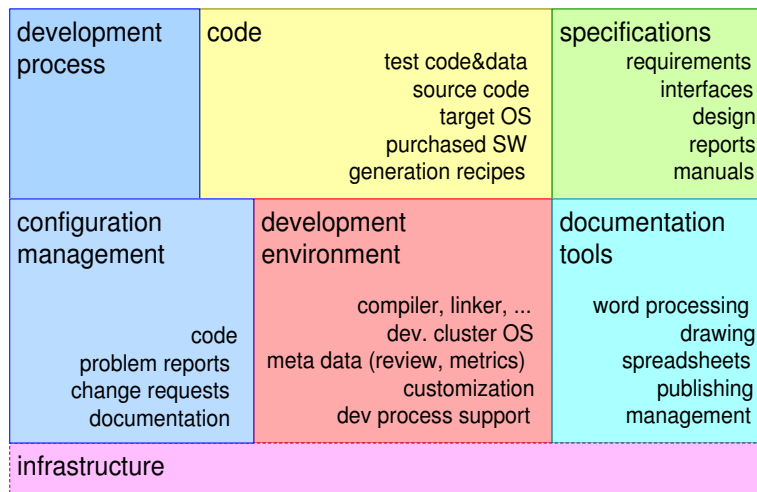 development
process
code
test code&data
source code
target OS
purchased SW
generation recipes
specifications
requirements
interfaces
design
reports
manuals
configuration
management
code
problem reports
change requests
documentation
development
environment
compiler, linker, ...
dev. cluster OS
meta data (review, metrics)
customization
dev process support
documentation
tools
word processing
drawing
spreadsheets
publishing
management
infrastructure